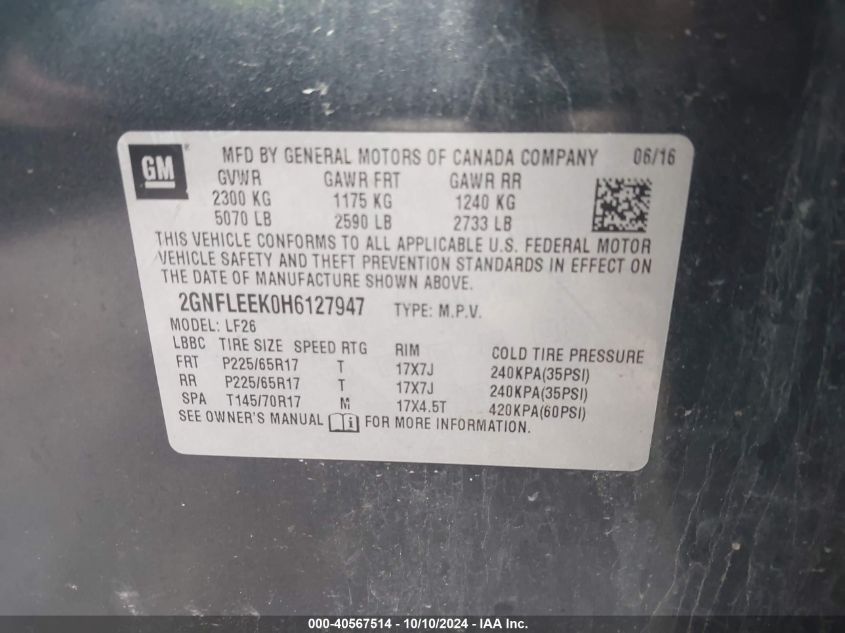 GM ® MFD BY GENERAL MOTORS OF CANADA COMPANY 06/16
GVWR GAWR FRT GAWR RR
2300 KG 1175 KG 1240 KG
5070 LB 2590 LB 2733 LB
THIS VEHICLE CONFORMS TO ALL APPLICABLE U.S. FEDERAL MOTOR
VEHICLE SAFETY AND THEFT PREVENTION STANDARDS IN EFFECT ON
THE DATE OF MANUFACTURE SHOWN ABOVE.
2GNFLEEK0H6127947 TYPE: M.P.V.
MODEL: LF26
LBBC TIRE SIZE SPEED RTG RIM COLD TIRE PRESSURE
FRT P225/65R17 T 17X7J 240KPA(35PSI)
RR P225/65R17 T 17X7J 240KPA(35PSI)
SPA T145/70R17 M 17X4.5T 420KPA(60PSI)
SEE OWNER'S MANUAL FOR MORE INFORMATION.
000-40567514 - 10/10/2024 - IAA Inc.